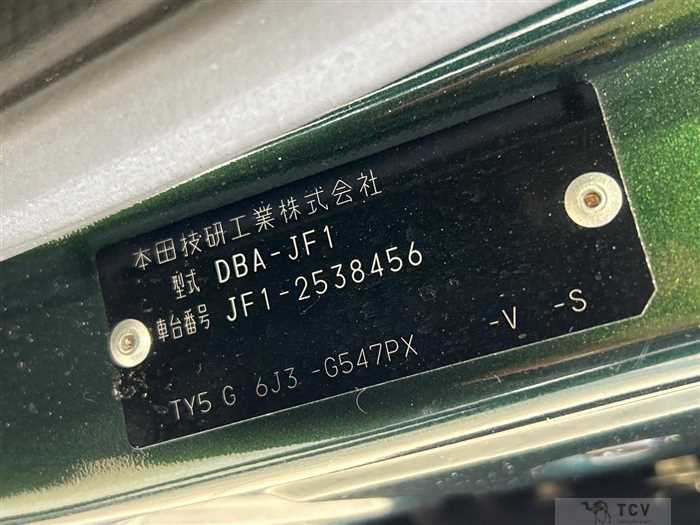 本田技研工業株式会社
型式 DBA-JF1
車台番号 JF1-2538456
TY5 G 6J3 -G547PX -V -S
TCV